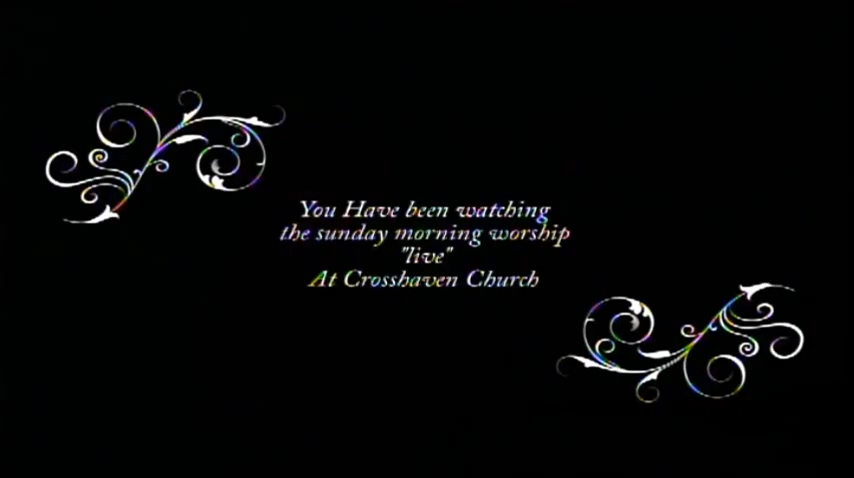 You Have been watching
the sunday morning worship
"live"
At Crosshaven Church